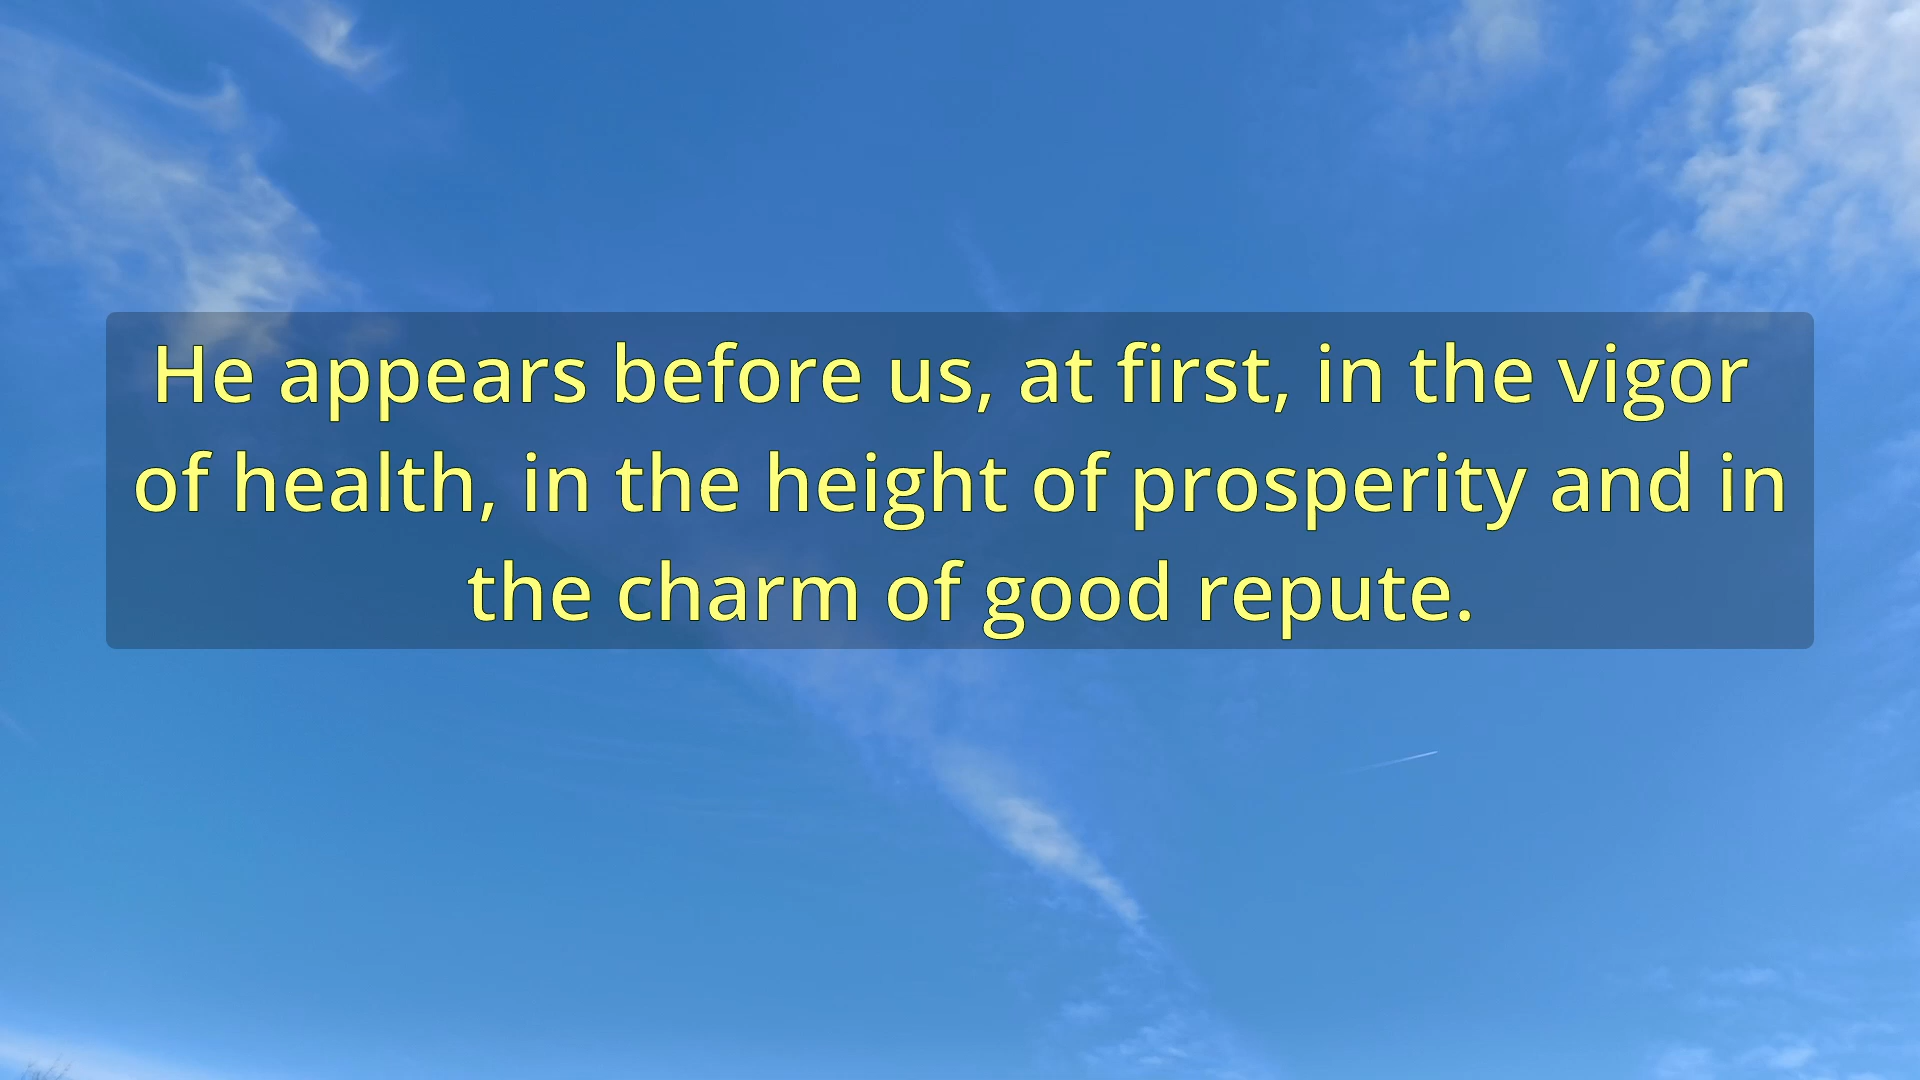 He appears before us, at first, in the vigor
of health, in the height of prosperity and in
the charm of good repute.